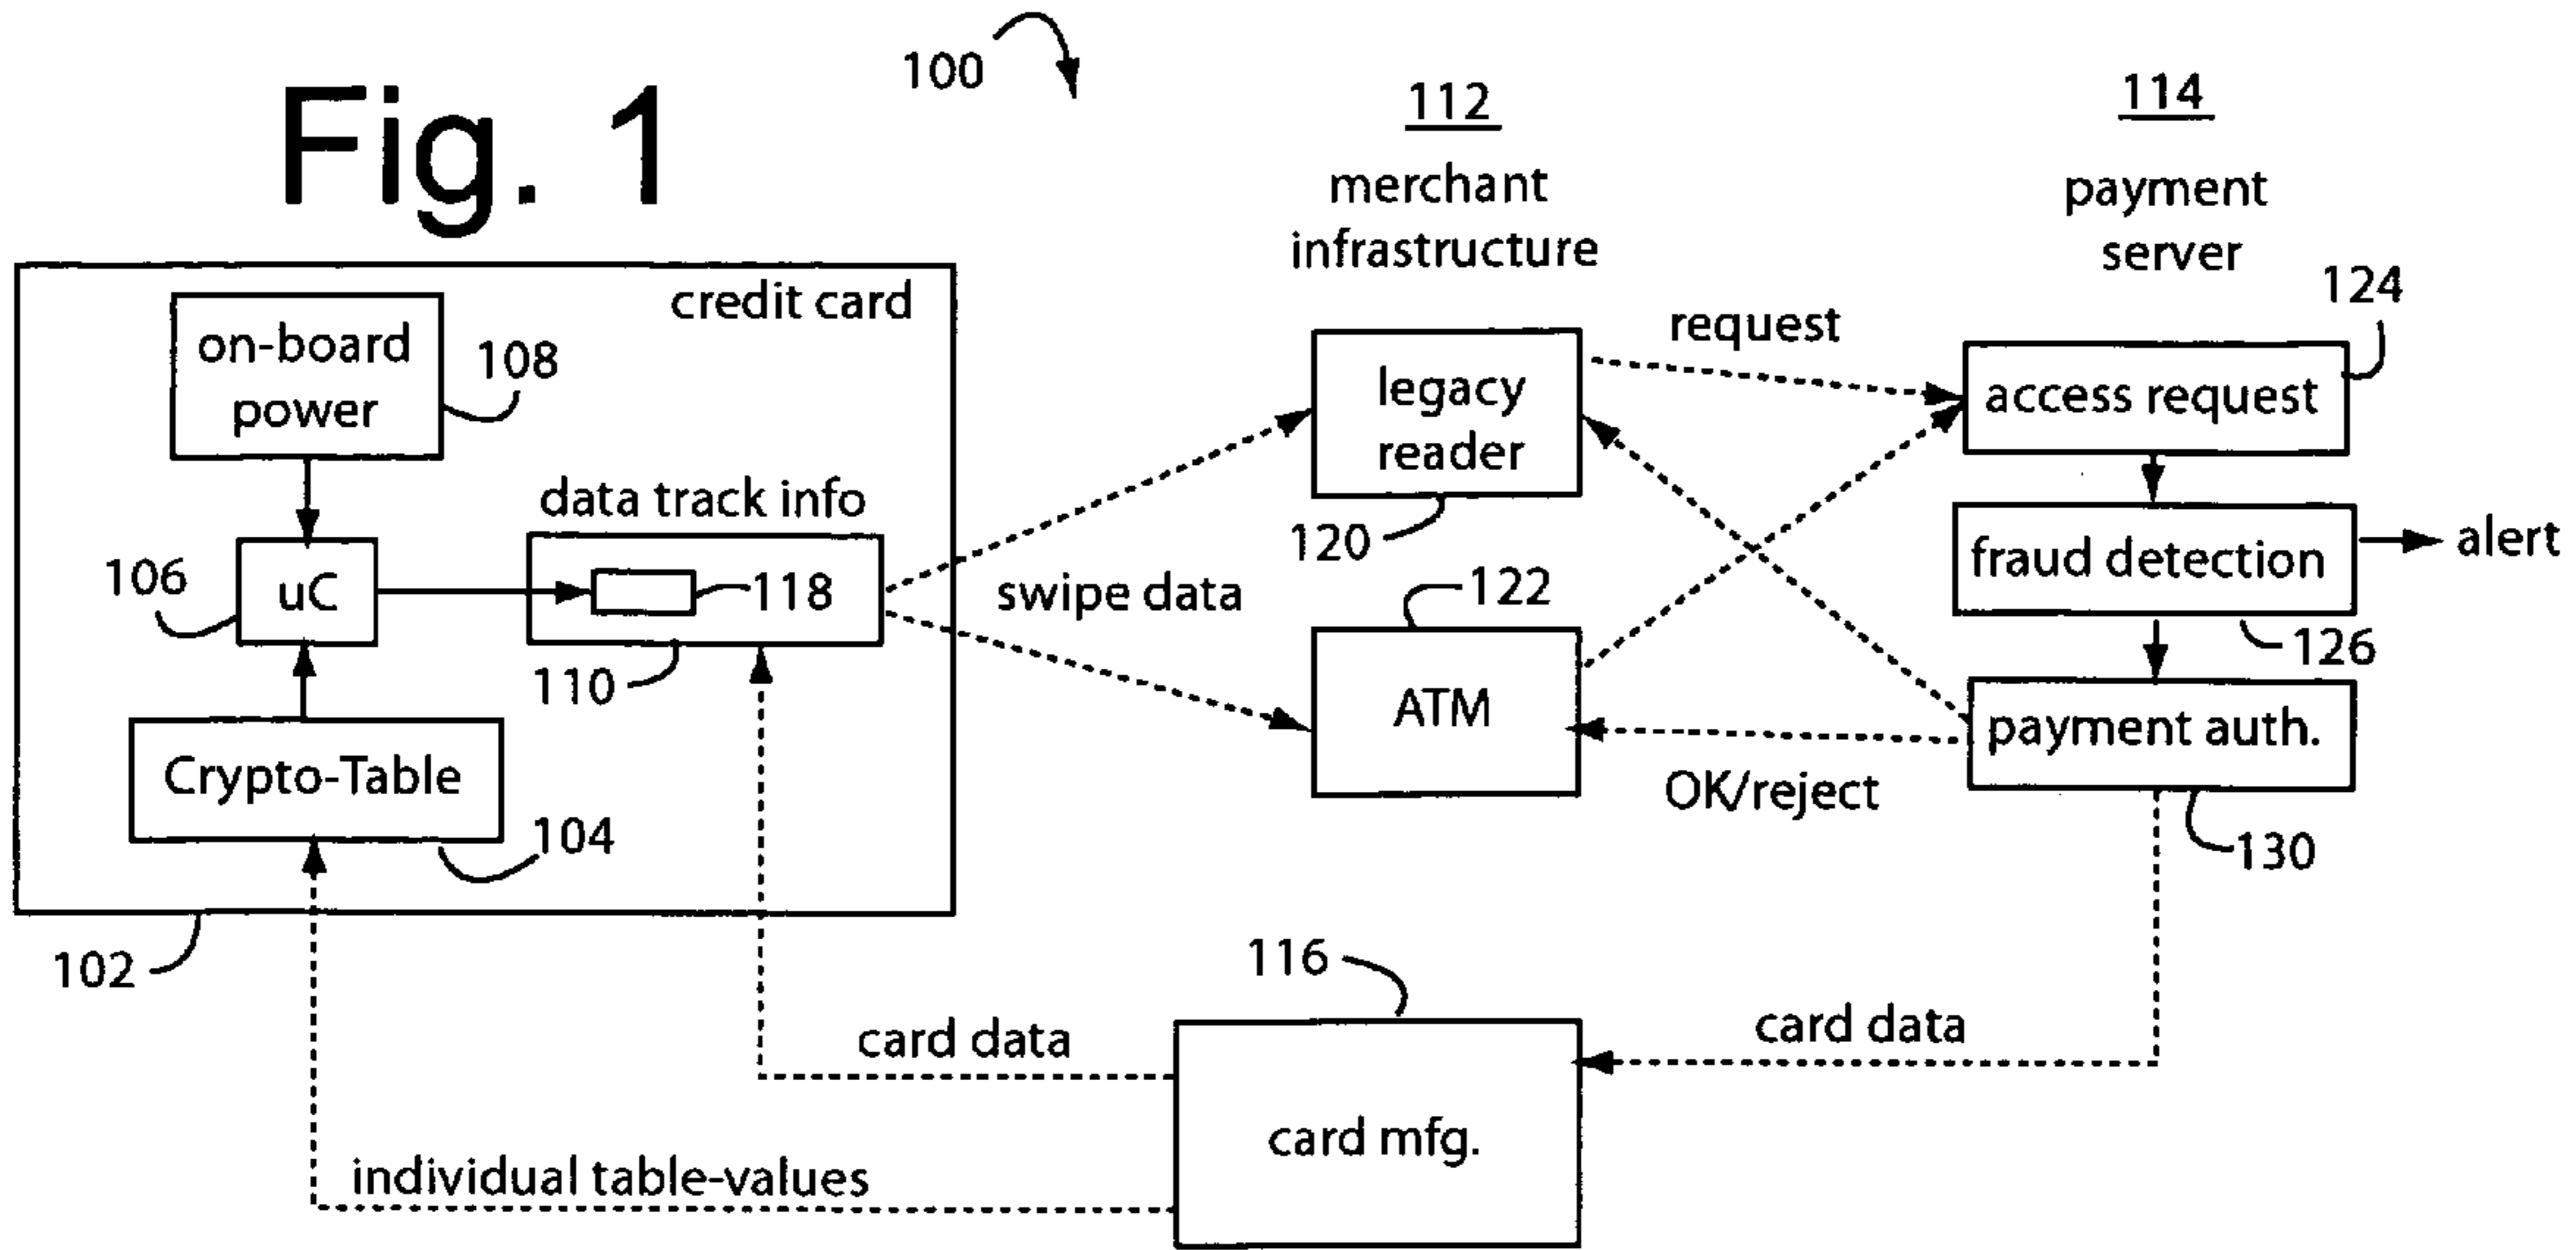 Fig. 1
100
112
merchant
infrastructure
114
payment
server
credit card
on-board
power
108
data track info
106
uC
118
110
Crypto-Table
104
102
swipe data
legacy
reader
120
122
ATM
request
OK/reject
124
access request
fraud detection
alert
126
payment auth.
130
116
card mfg.
card data
card data
individual table-values